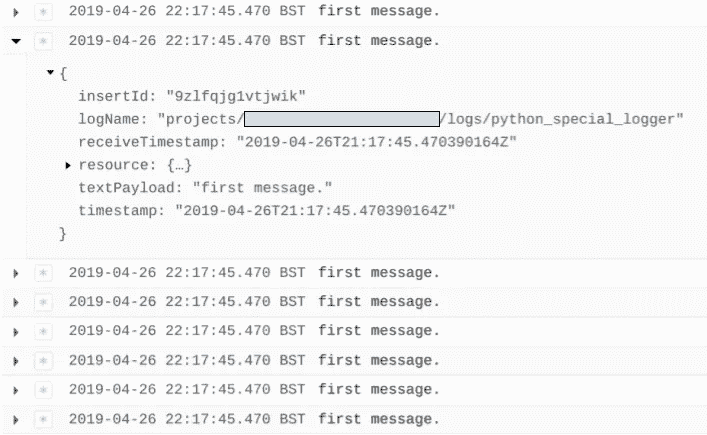 2019-04-26 22:17:45.470 BST first message.
2019-04-26 22:17:45.470 BST first message.
{
insertId: "9zlfqjg1vtjwik"
logName: "projects/ /logs/python_special_logger"
receiveTimestamp: "2019-04-26T21:17:45.470390164Z"
resource: {…}
textPayload: "first message."
timestamp: "2019-04-26T21:17:45.470390164Z"
}
2019-04-26 22:17:45.470 BST first message.
2019-04-26 22:17:45.470 BST first message.
2019-04-26 22:17:45.470 BST first message.
2019-04-26 22:17:45.470 BST first message.
2019-04-26 22:17:45.470 BST first message.
2019-04-26 22:17:45.470 BST first message.